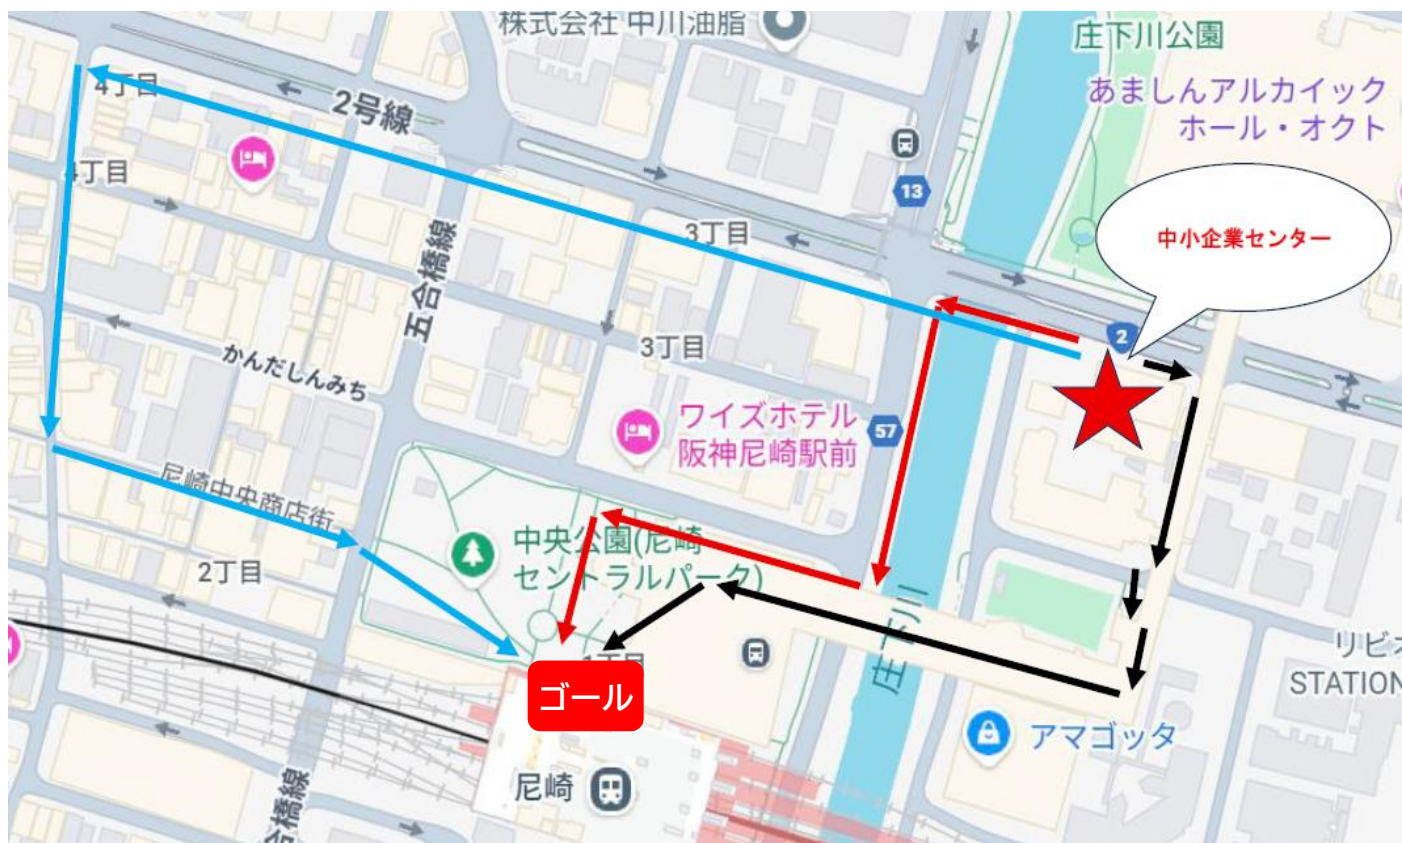 株式会社 中川油脂
庄下川公園
あましんアルカイック
ホール・オクト
4丁目
2号線
4丁目
13
中小企業センター
3丁目
五合橋線
2
3丁目
かんだしんみち
ワイズホテル
阪神尼崎駅前
57
尼崎中央商店街
中央公園(尼崎
セントラルパーク)
2丁目
庄下川
1丁目
リビオ
STATION
ゴール
アマゴッタ
尼崎
合橋線